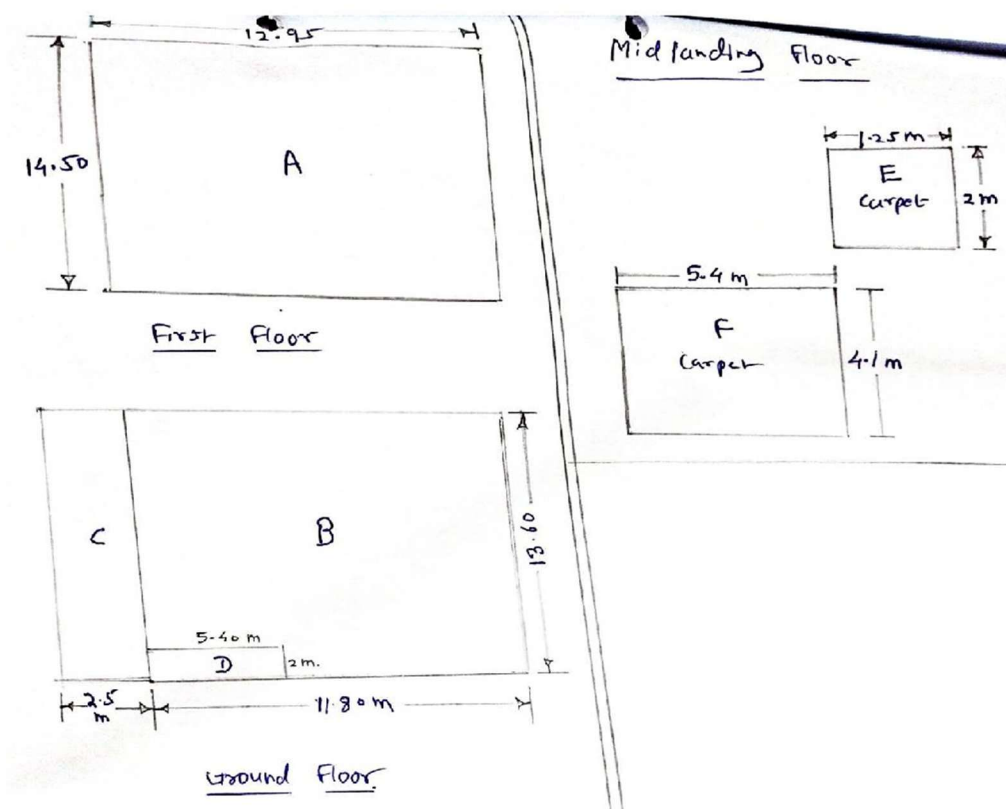 12.95
14.50
A
First Floor
C
B
13.60
5.40 m
D
2m.
2.5
m
11.80m
Ground Floor.
Midlanding Floor
1.25m
E
Carpet
2m
5.4 m
F
Carpet
4.1m